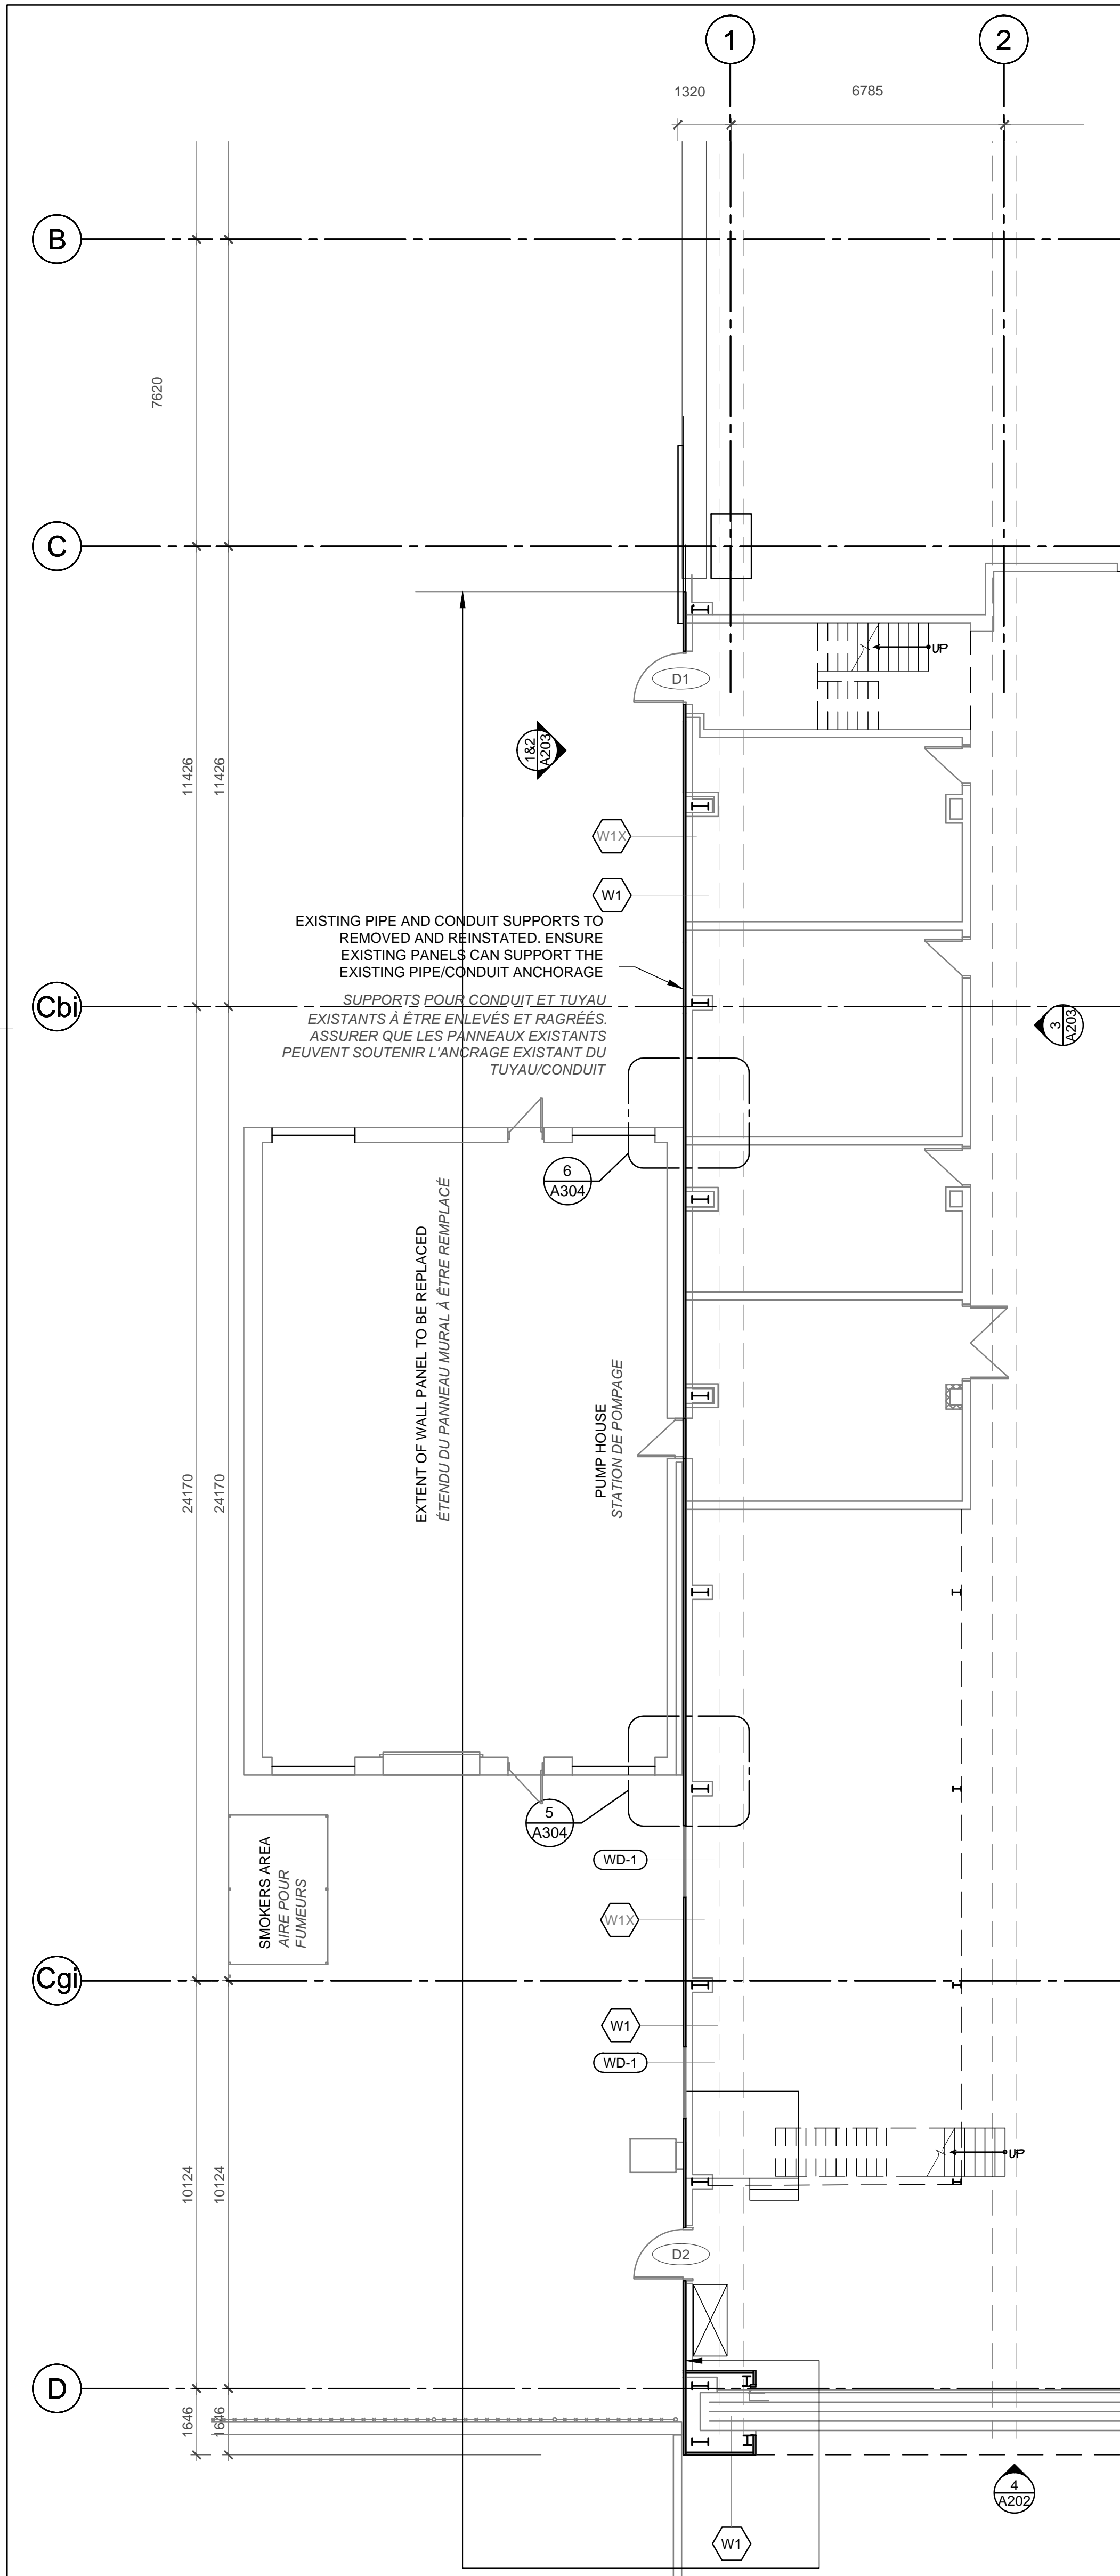 1
2
1320
6785
B
7620
C
UP
D1
1&2
A203
11426
11426
W1X
W1
EXISTING PIPE AND CONDUIT SUPPORTS TO
REMOVED AND REINSTATED. ENSURE
EXISTING PANELS CAN SUPPORT THE
EXISTING PIPE/CONDUIT ANCHORAGE
SUPPORTS POUR CONDUIT ET TUYAU
EXISTANTS À ÊTRE ENLEVÉS ET RAGRÉÉS.
ASSURER QUE LES PANNEAUX EXISTANTS
PEUVENT SOUTENIR L'ANCRAGE EXISTANT DU
TUYAU/CONDUIT
Cbi
3
A203
6
A304
EXTENT OF WALL PANEL TO BE REPLACED
ÉTENDU DU PANNEAU MURAL À ÊTRE REMPLACÉ
PUMP HOUSE
STATION DE POMPAGE
24170
24170
5
A304
WD-1
SMOKERS AREA
AIRE POUR
FUMEURS
W1X
Cgi
W1
WD-1
UP
10124
10124
D2
D
1646
1646
4
A202
W1